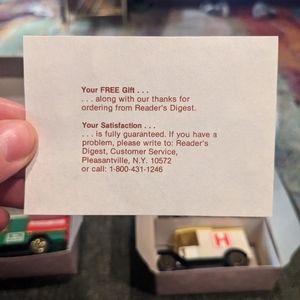 Your FREE Gift . . .
. . . along with our thanks for
ordering from Reader's Digest.
Your Satisfaction . . .
. . . is fully guaranteed. If you have a
problem, please write to: Reader's
Digest, Customer Service,
Pleasantville, N.Y. 10572
or call: 1-800-431-1246
H